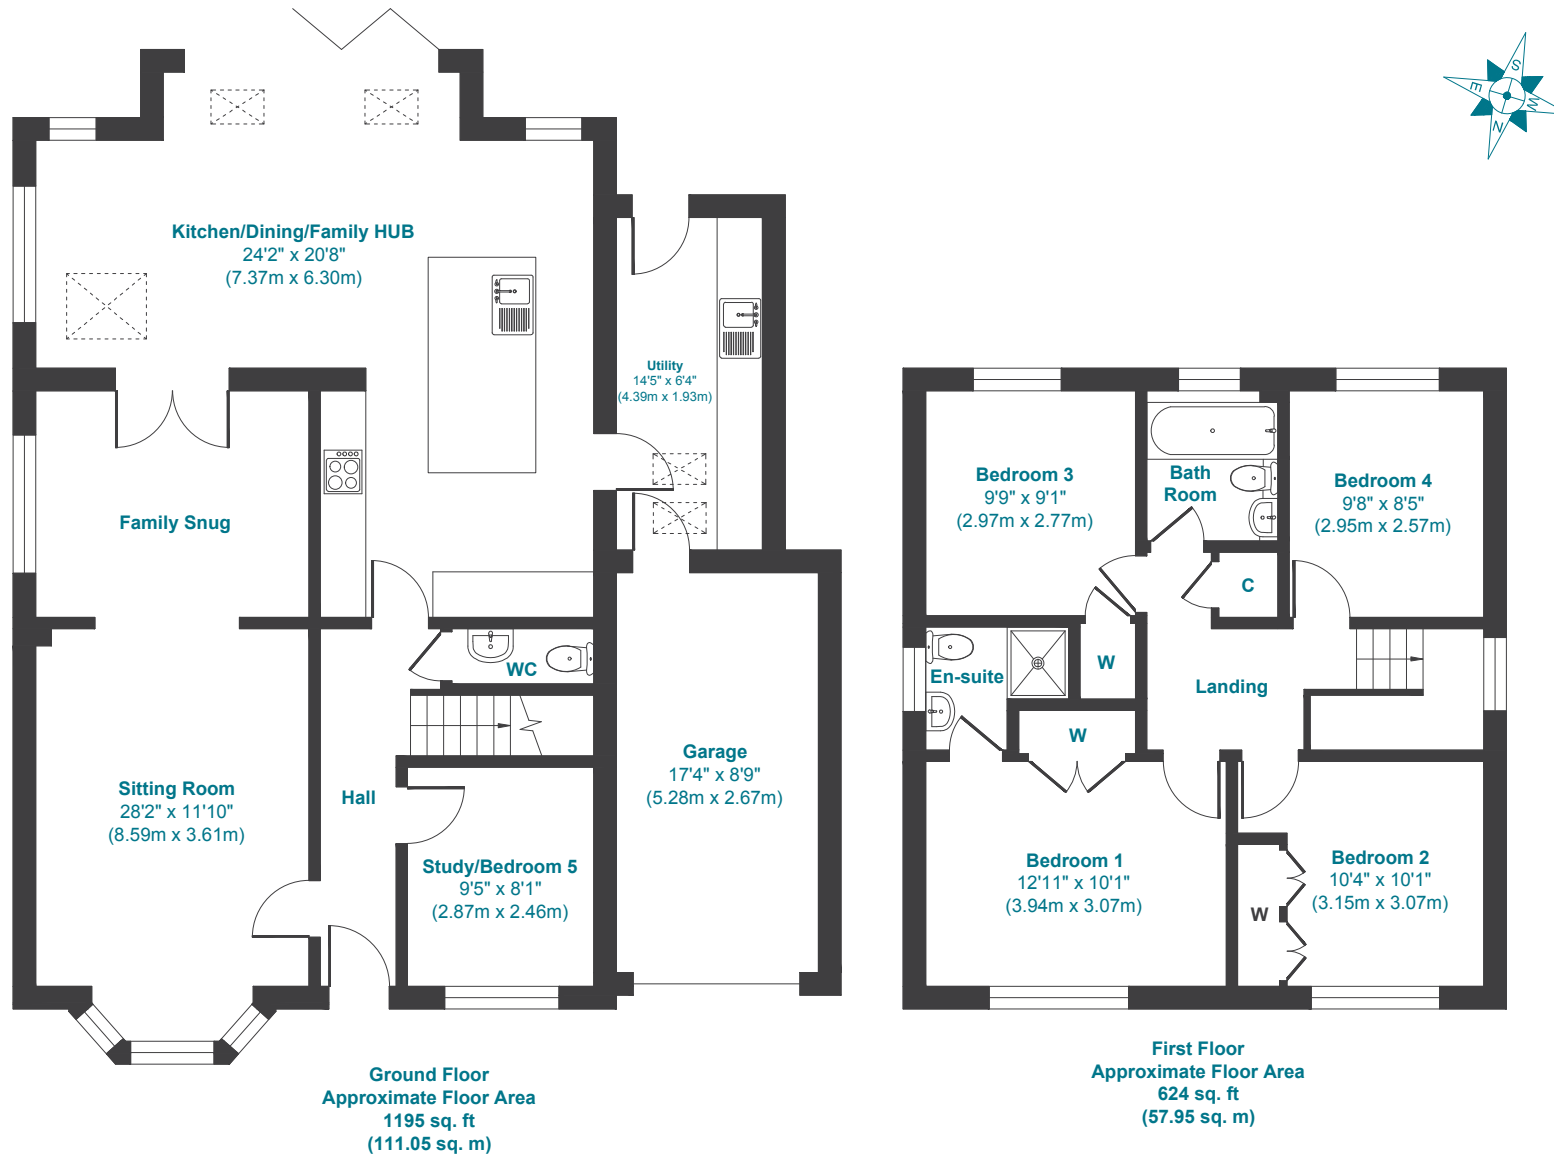 S
E
W
N
Kitchen/Dining/Family HUB
24'2" x 20'8"
(7.37m x 6.30m)
Utility
14'5" x 6'4"
(4.39m x 1.93m)
Family Snug
WC
Sitting Room
28'2" x 11'10"
(8.59m x 3.61m)
Hall
Garage
17'4" x 8'9"
(5.28m x 2.67m)
Study/Bedroom 5
9'5" x 8'1"
(2.87m x 2.46m)
Ground Floor
Approximate Floor Area
1195 sq. ft
(111.05 sq. m)
Bedroom 3
9'9" x 9'1"
(2.97m x 2.77m)
Bath
Room
Bedroom 4
9'8" x 8'5"
(2.95m x 2.57m)
C
En-suite
W
Landing
W
Bedroom 1
12'11" x 10'1"
(3.94m x 3.07m)
Bedroom 2
10'4" x 10'1"
(3.15m x 3.07m)
W
First Floor
Approximate Floor Area
624 sq. ft
(57.95 sq. m)